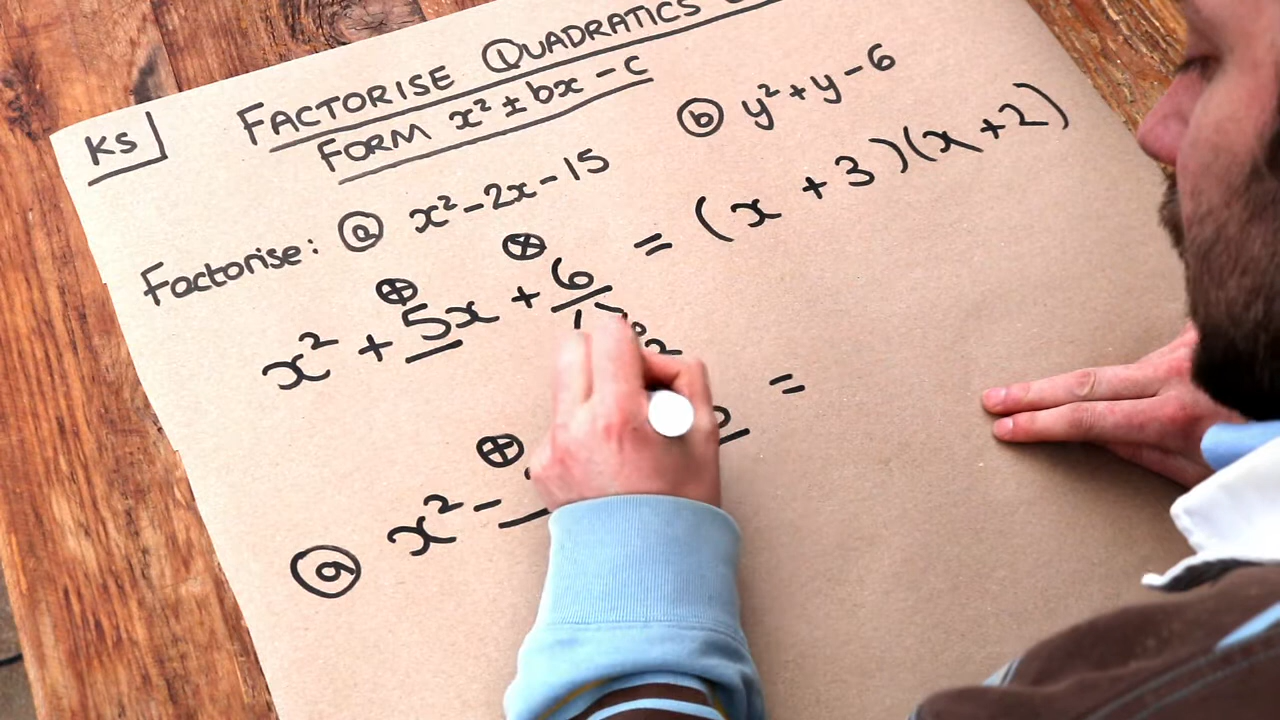 KS
FACTORISE QUADRATICS
FORM x² ± bx - c
Factorise: ⓐ x² - 2x - 15
ⓑ y² + y - 6
⊕ ⊗
x² + 5x + 6 = (x + 3)(x + 2)
⊕
ⓐ x² - =